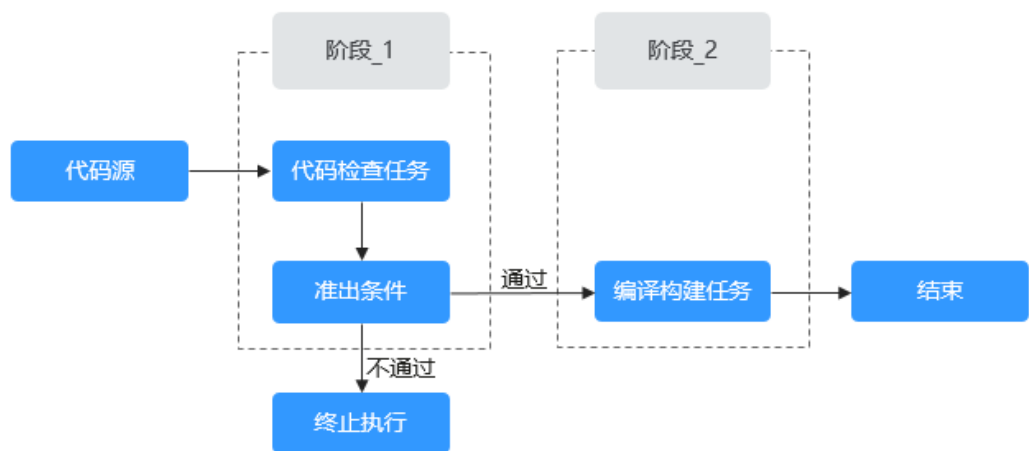 阶段_1
阶段_2
代码源
代码检查任务
准出条件
通过
编译构建任务
结束
不通过
终止执行